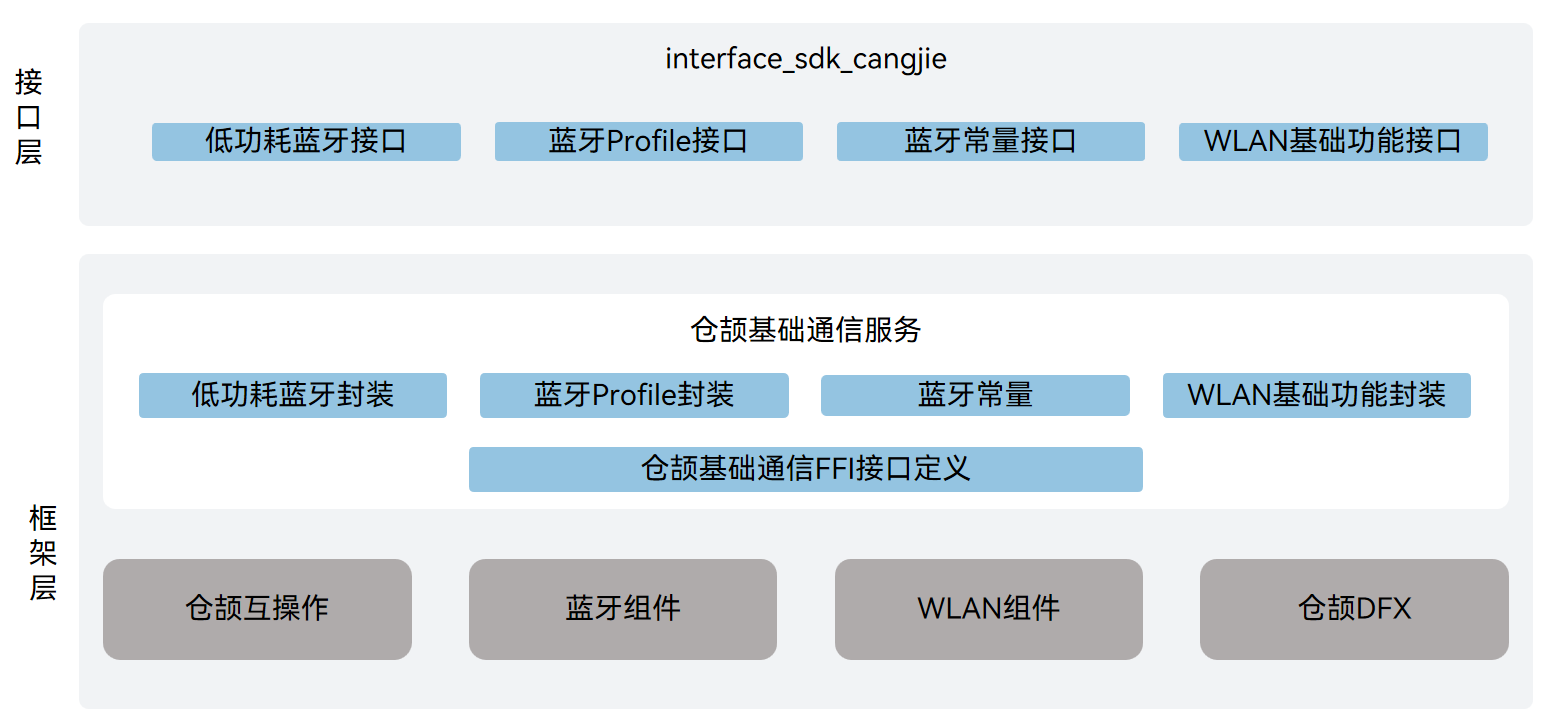 接口层
interface_sdk_cangjie
低功耗蓝牙接口
蓝牙Profile接口
蓝牙常量接口
WLAN基础功能接口
框架层
仓颉基础通信服务
低功耗蓝牙封装
蓝牙Profile封装
蓝牙常量
WLAN基础功能封装
仓颉基础通信FFI接口定义
仓颉互操作
蓝牙组件
WLAN组件
仓颉DFX